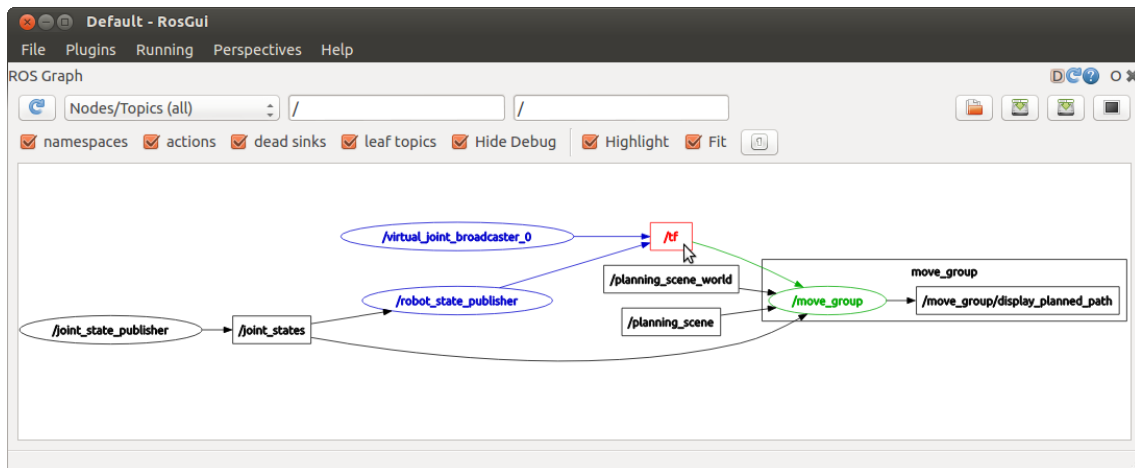 Default - RosGui
File Plugins Running Perspectives Help
ROS Graph
D ? O
Nodes/Topics (all) / /
namespaces actions dead sinks leaf topics Hide Debug Highlight Fit
/virtual_joint_broadcaster_0
/tf
move_group
/planning_scene_world
/robot_state_publisher
/move_group
/move_group/display_planned_path
/planning_scene
/joint_state_publisher
/joint_states